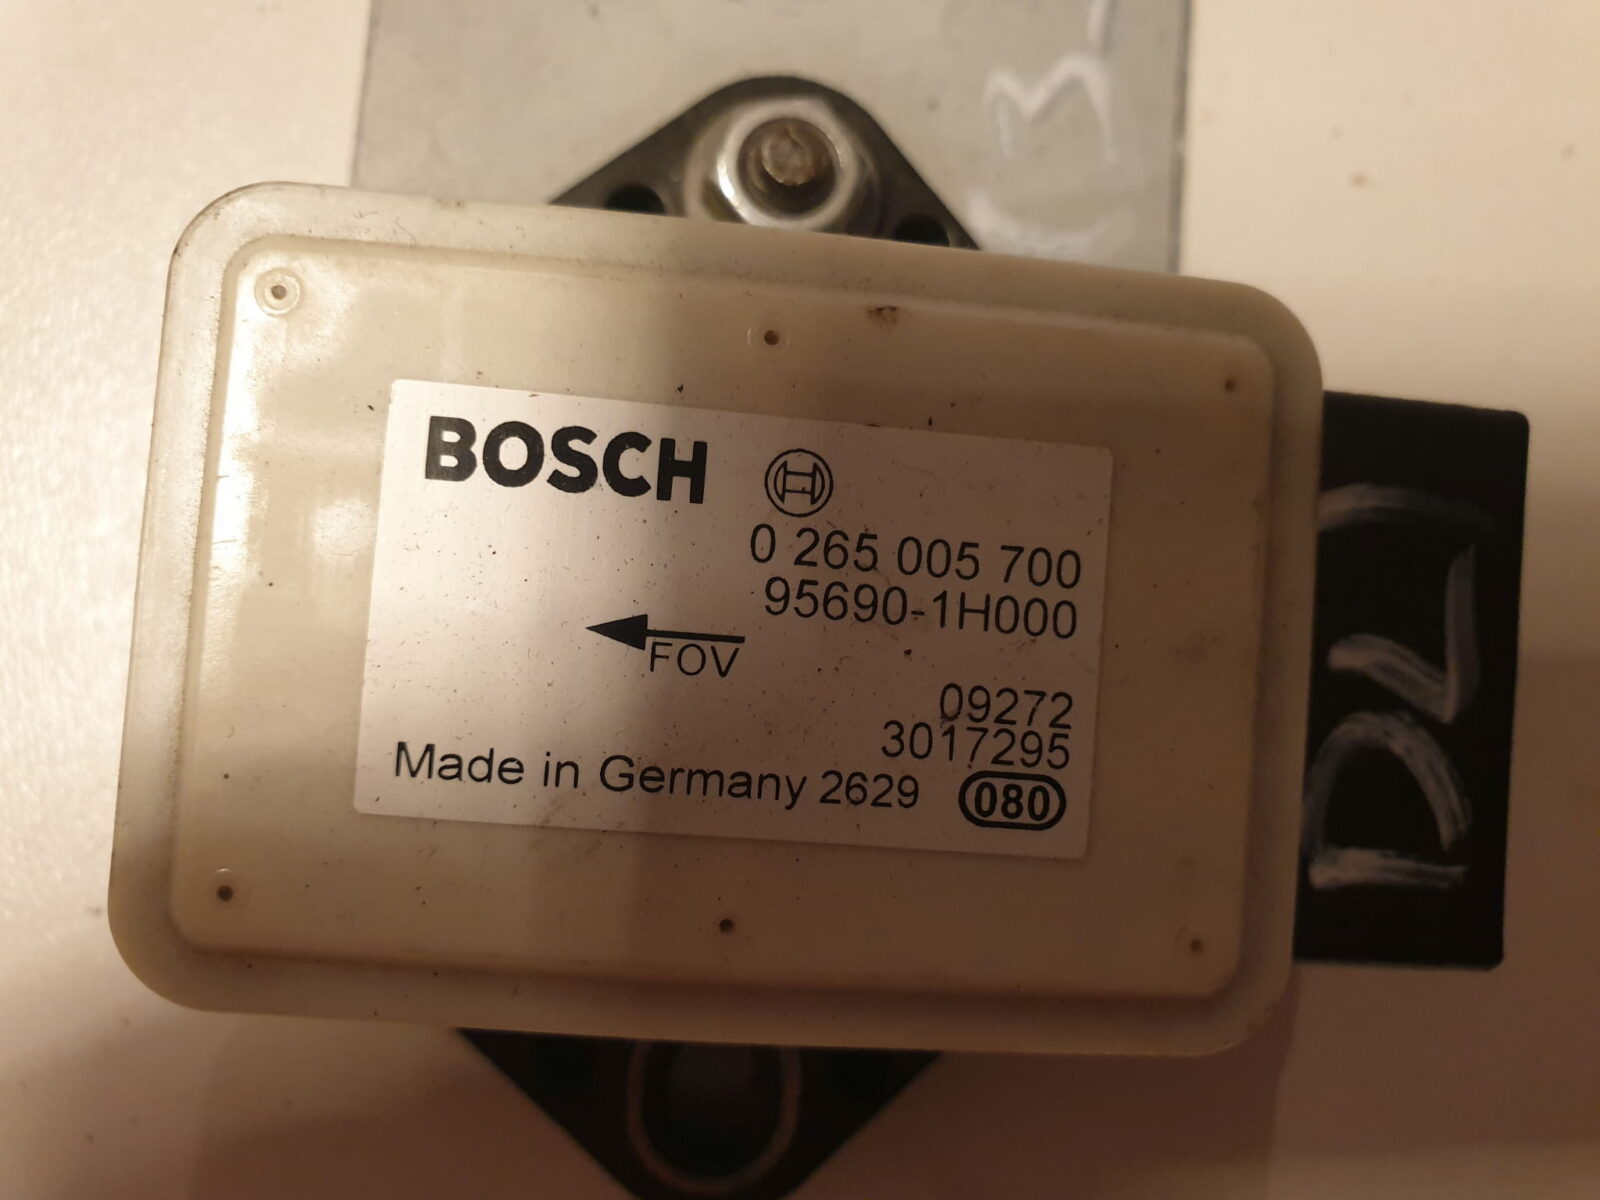 BOSCH
0 265 005 700
95690-1H000
FOV
09272
3017295
Made in Germany 2629 080